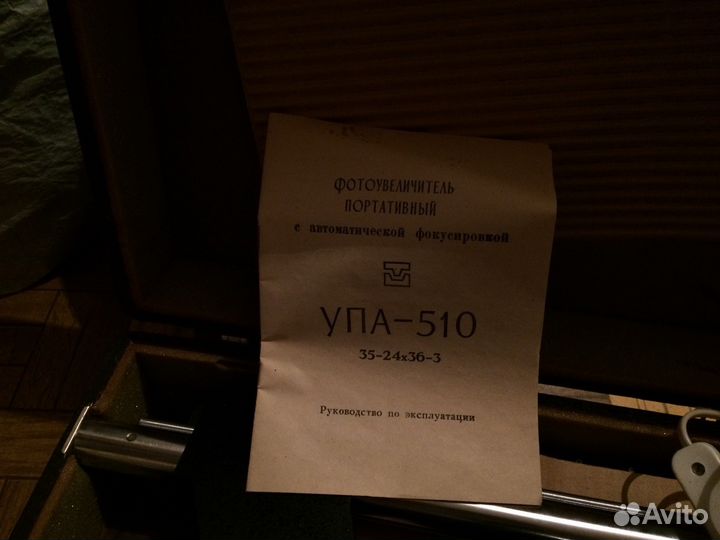 ФОТОУВЕЛИЧИТЕЛЬ
ПОРТАТИВНЫЙ
с автоматической фокусировкой
УПА-510
35-24х36-3
Руководство по эксплуатации
Avito